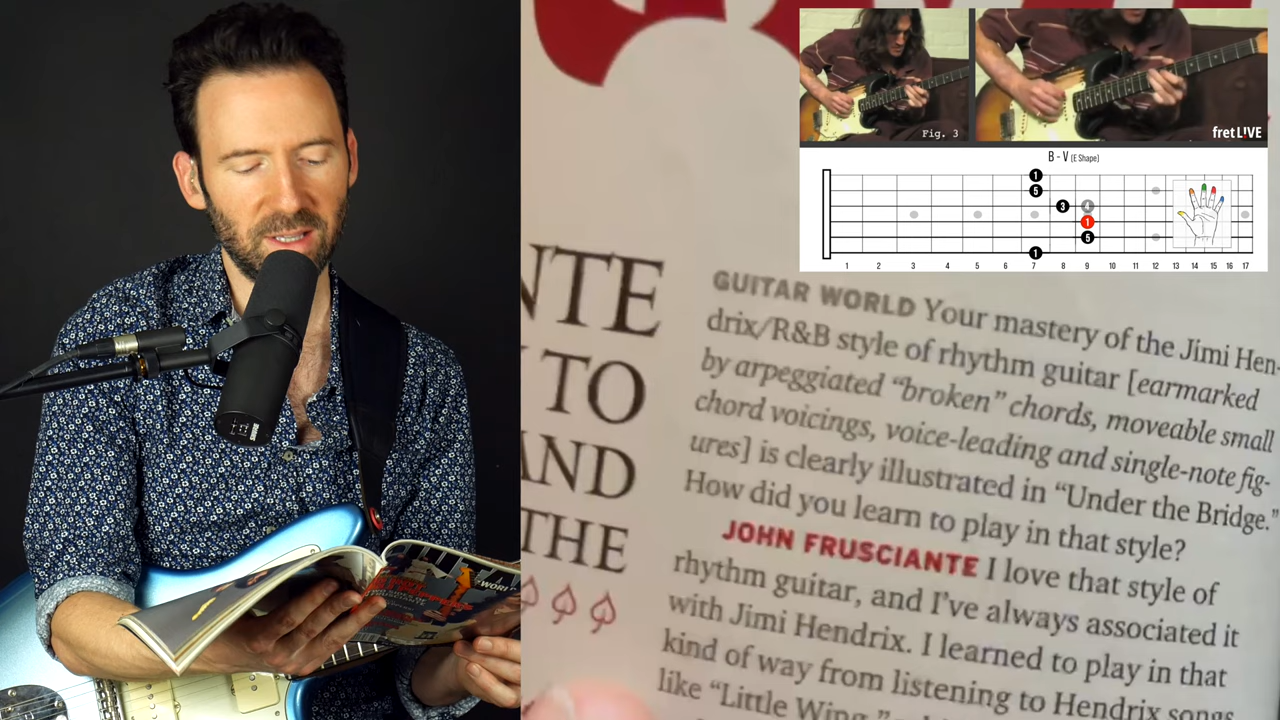 NTE
TO
AND
THE
GUITAR WORLD Your mastery of the Jimi Hen-
drix/R&B style of rhythm guitar [earmarked
by arpeggiated “broken” chords, moveable small
chord voicings, voice-leading and single-note fig-
ures] is clearly illustrated in “Under the Bridge.”
How did you learn to play in that style?
JOHN FRUSCIANTE I love that style of
rhythm guitar, and I’ve always associated it
with Jimi Hendrix. I learned to play in that
kind of way from listening to Hendrix songs
like “Little Wing,”
Fig. 3
fretLIVE
B - V (E Shape)
1
5
3 4
1
5
1
1 2 3 4 5 6 7 8 9 10 11 12 13 14 15 16 17